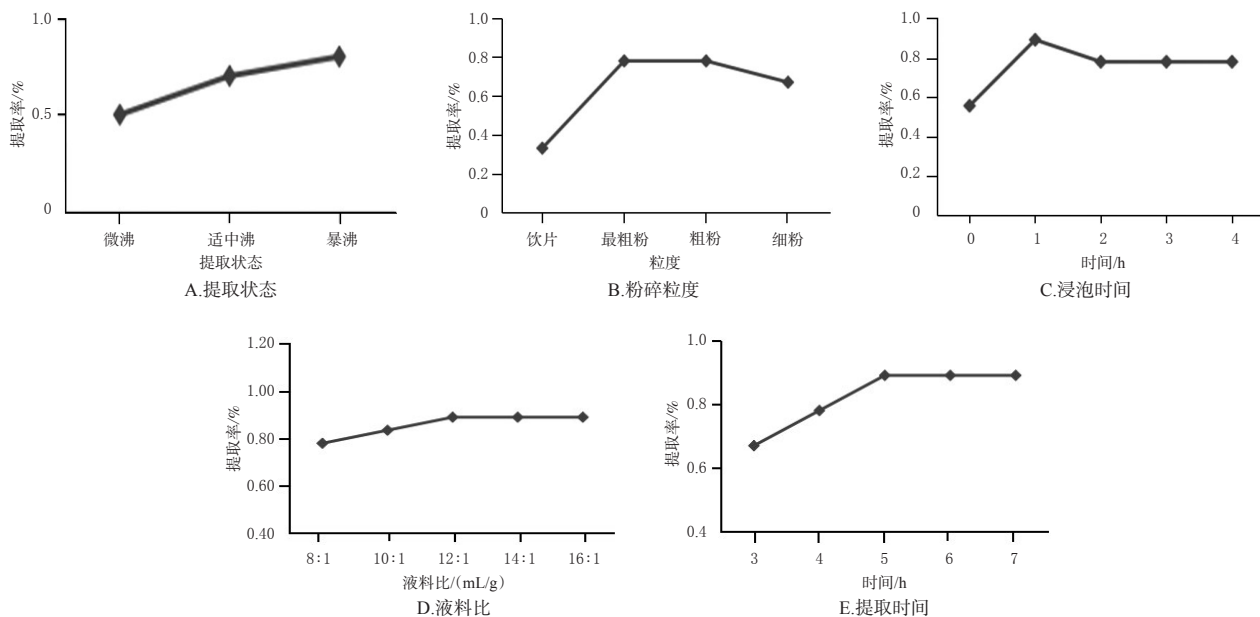 1.0
0.5
0
提取率/%
微沸 适中沸 暴沸
提取状态
A.提取状态
1.0
0.8
0.6
0.4
0.2
0
提取率/%
饮片 最粗粉 粗粉 细粉
粒度
B.粉碎粒度
1.0
0.8
0.6
0.4
0.2
0
提取率/%
0 1 2 3 4
时间/h
C.浸泡时间
1.20
1.00
0.80
0.60
0.40
提取率/%
8∶1 10∶1 12∶1 14∶1 16∶1
液料比/(mL/g)
D.液料比
1.0
0.8
0.6
0.4
提取率/%
3 4 5 6 7
时间/h
E.提取时间